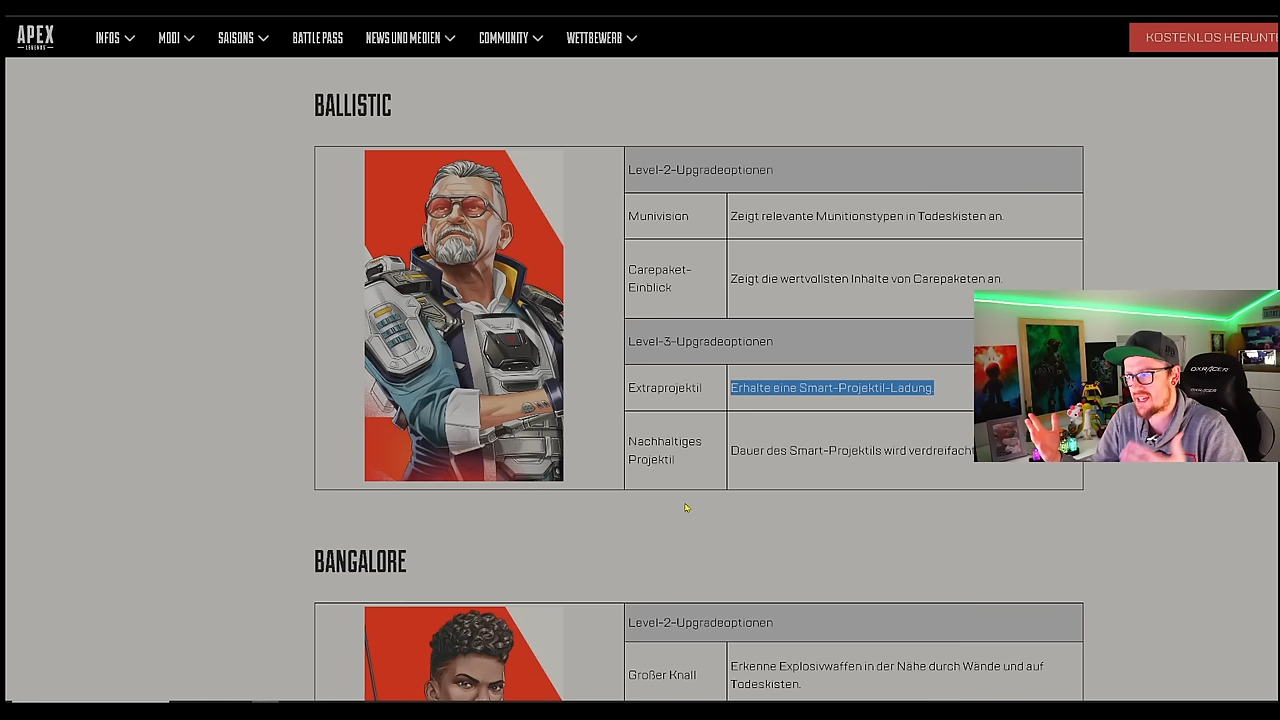 APEX
LEGENDS
INFOS
MODI
SAISONS
BATTLE PASS
NEWS UND MEDIEN
COMMUNITY
WETTBEWERB
KOSTENLOS HERUNT
BALLISTIC
Level-2-Upgradeoptionen
Munivision
Zeigt relevante Munitionstypen in Todeskisten an.
Carepaket-
Einblick
Zeigt die wertvollsten Inhalte von Carepaketen an.
Level-3-Upgradeoptionen
Extraprojektil
Erhalte eine Smart-Projektil-Ladung.
Nachhaltiges
Projektil
Dauer des Smart-Projektils wird verdreifacht
DXRACER
DXRACER
BANGALORE
Level-2-Upgradeoptionen
Großer Knall
Erkenne Explosivwaffen in der Nähe durch Wände und auf
Todeskisten.